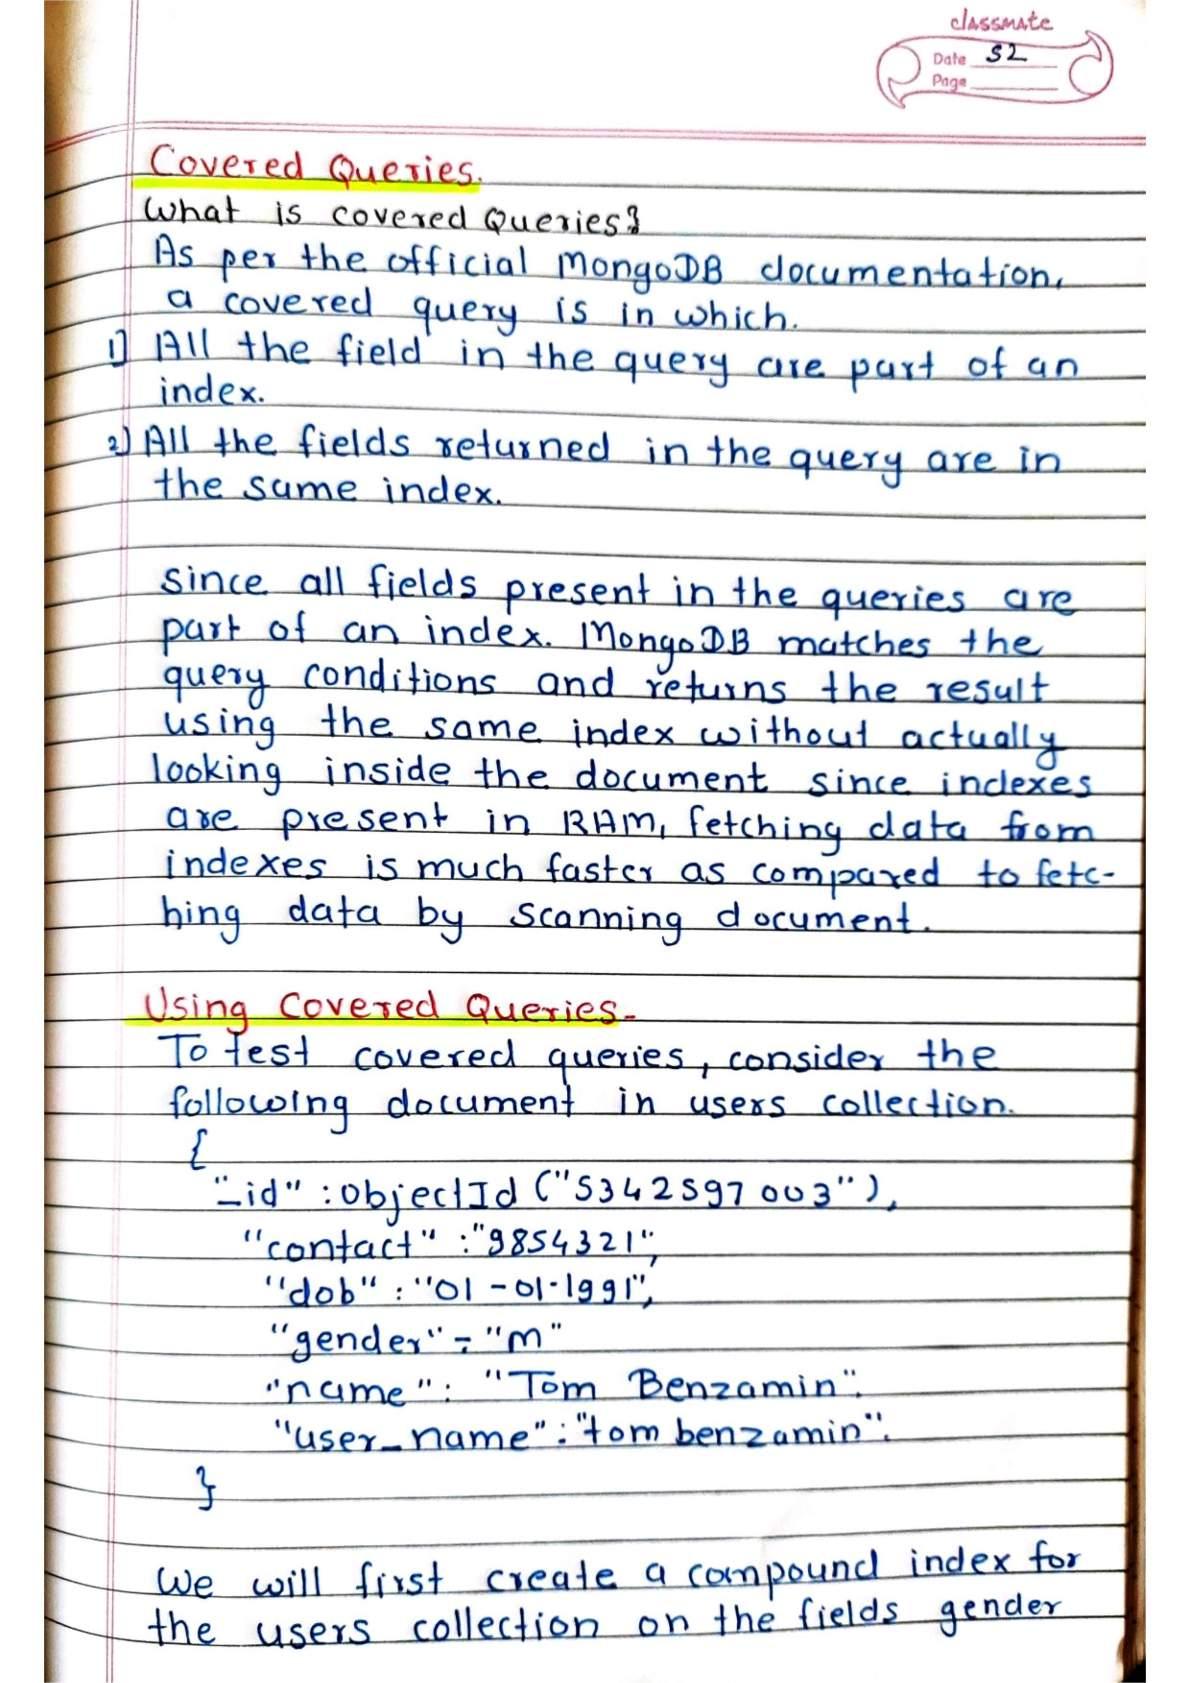 classmate
Date 52
Page
Covered Queries.
What is covered Queries?
As per the official MongoDB documentation,
a covered query is in which.
1) All the field in the query are part of an
index.
2) All the fields returned in the query are in
the same index.
Since all fields present in the queries are
part of an index. MongoDB matches the
query conditions and returns the result
using the same index without actually
looking inside the document since indexes
are present in RAM, fetching data from
indexes is much faster as compared to fetc-
hing data by scanning document.
Using Covered Queries-
To Test covered queries, consider the
following document in users collection.
{
"_id" : objectId ("5342597003"),
"contact" : "9854321",
"dob" : "01-01-1991",
"gender" = "m"
"name" : "Tom Benzamin".
"user_name" : "tom benzamin".
}
We will first create a compound index for
the users collection on the fields gender